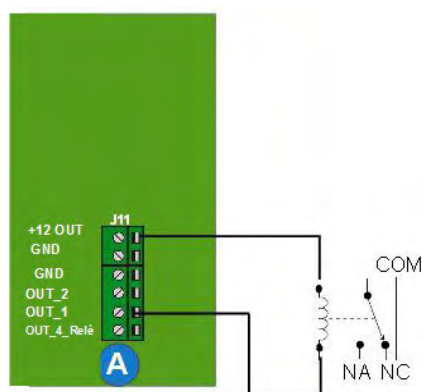 J11
+12 OUT
GND
GND
OUT_2
OUT_1
OUT_4_Relè
A
COM
NA NC